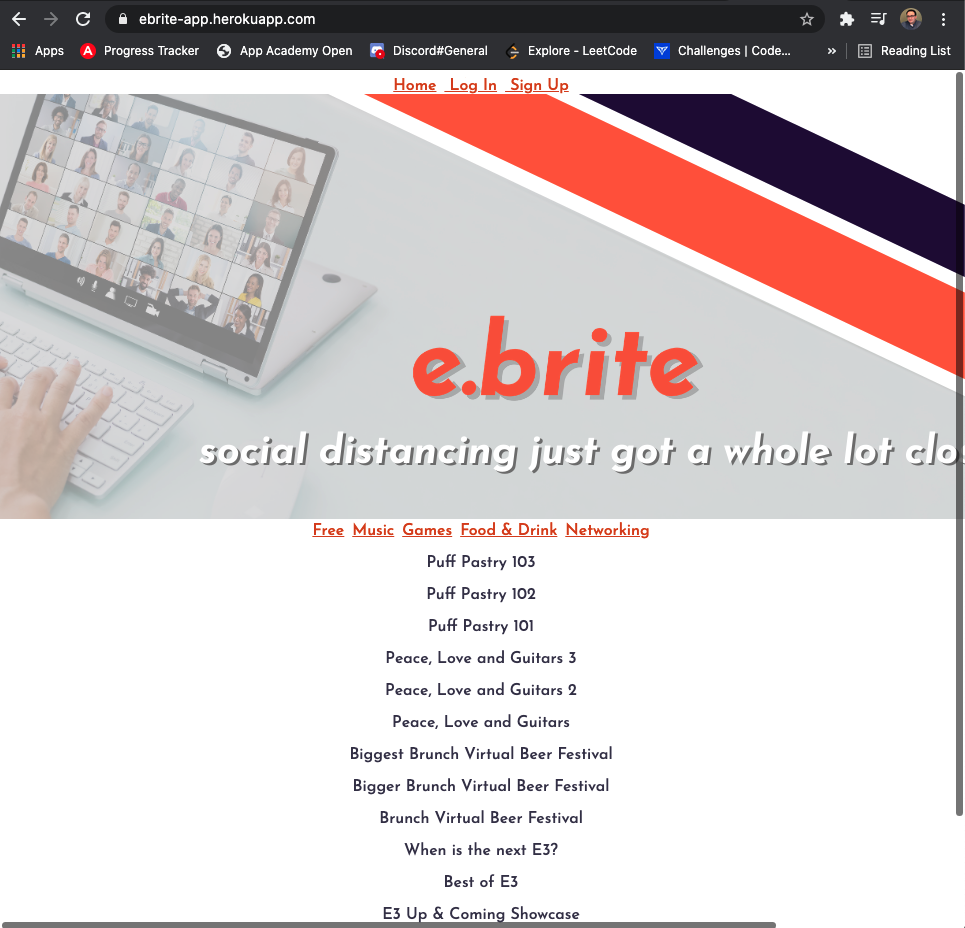 ebrite-app.herokuapp.com
Apps Progress Tracker App Academy Open Discord#General Explore - LeetCode Challenges | Code... » Reading List
Home Log In Sign Up
e.brite
social distancing just got a whole lot clo
Free Music Games Food & Drink Networking
Puff Pastry 103
Puff Pastry 102
Puff Pastry 101
Peace, Love and Guitars 3
Peace, Love and Guitars 2
Peace, Love and Guitars
Biggest Brunch Virtual Beer Festival
Bigger Brunch Virtual Beer Festival
Brunch Virtual Beer Festival
When is the next E3?
Best of E3
E3 Up & Coming Showcase